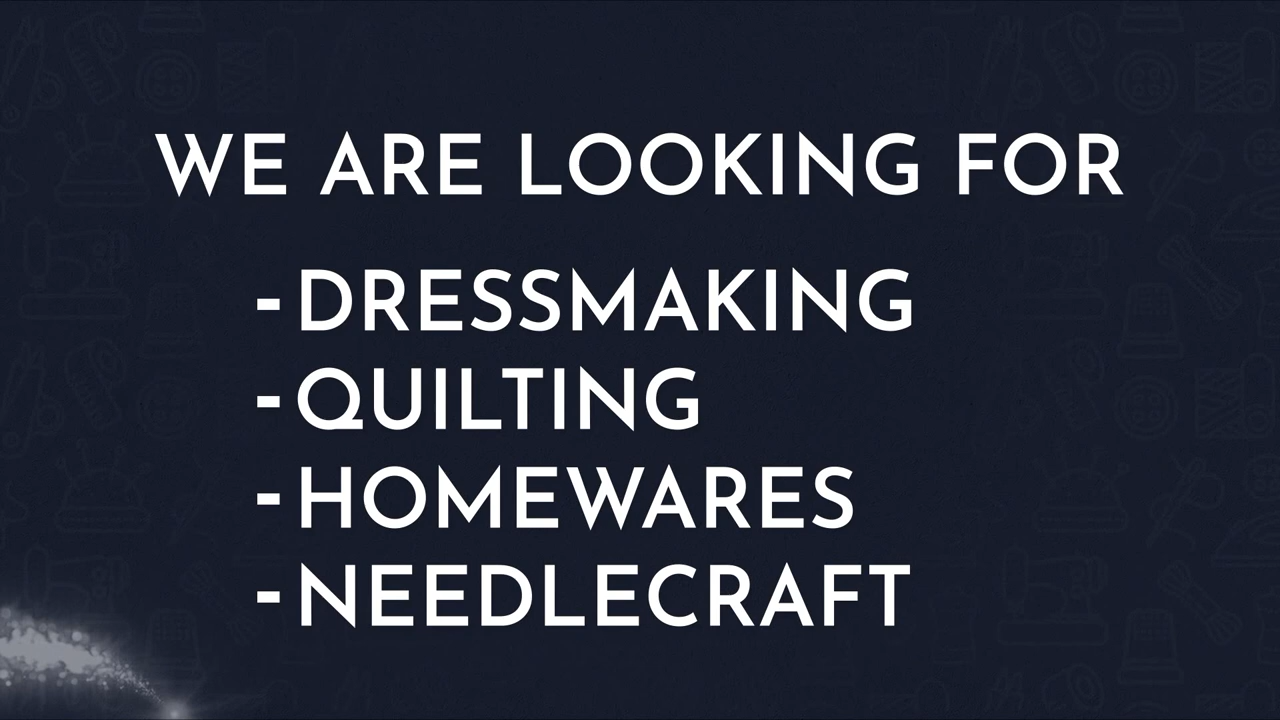 WE ARE LOOKING FOR
- DRESSMAKING
- QUILTING
- HOMEWARES
- NEEDLECRAFT